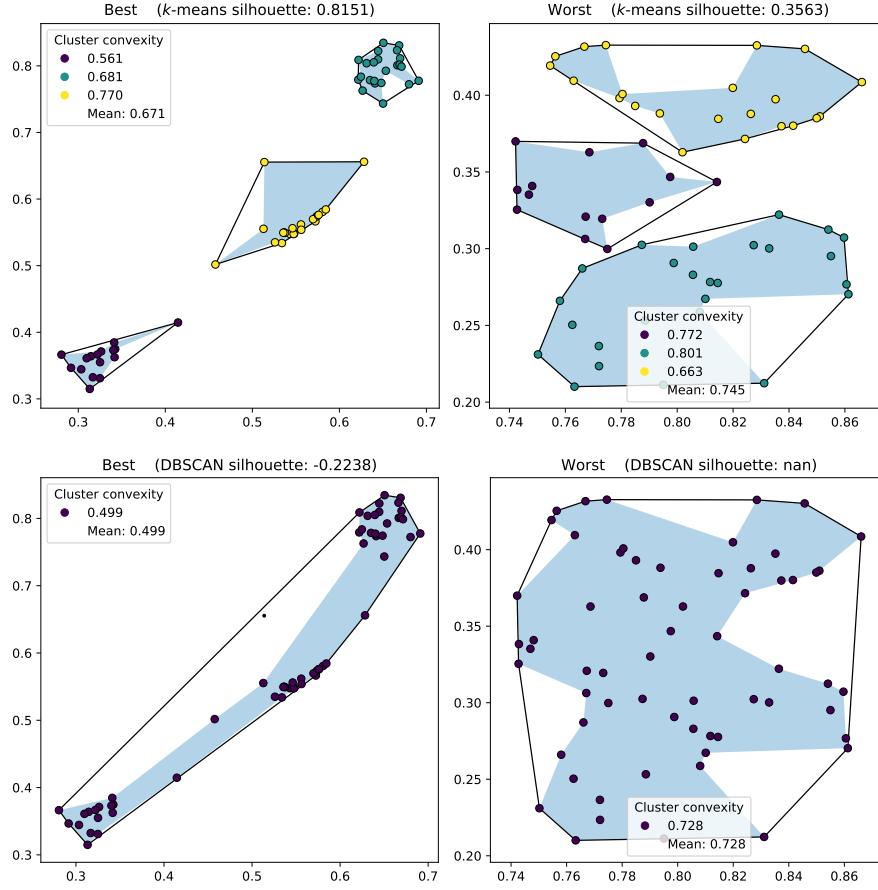 Best (k-means silhouette: 0.8151)
Cluster convexity
0.561
0.681
0.770
Mean: 0.671
0.8
0.7
0.6
0.5
0.4
0.3
0.3 0.4 0.5 0.6 0.7
Worst (k-means silhouette: 0.3563)
0.40
0.35
0.30
0.25
0.20
Cluster convexity
0.772
0.801
0.663
Mean: 0.745
0.74 0.76 0.78 0.80 0.82 0.84 0.86
Best (DBSCAN silhouette: -0.2238)
Cluster convexity
0.499
Mean: 0.499
0.8
0.7
0.6
0.5
0.4
0.3
0.3 0.4 0.5 0.6 0.7
Worst (DBSCAN silhouette: nan)
0.40
0.35
0.30
0.25
0.20
Cluster convexity
0.728
Mean: 0.728
0.74 0.76 0.78 0.80 0.82 0.84 0.86